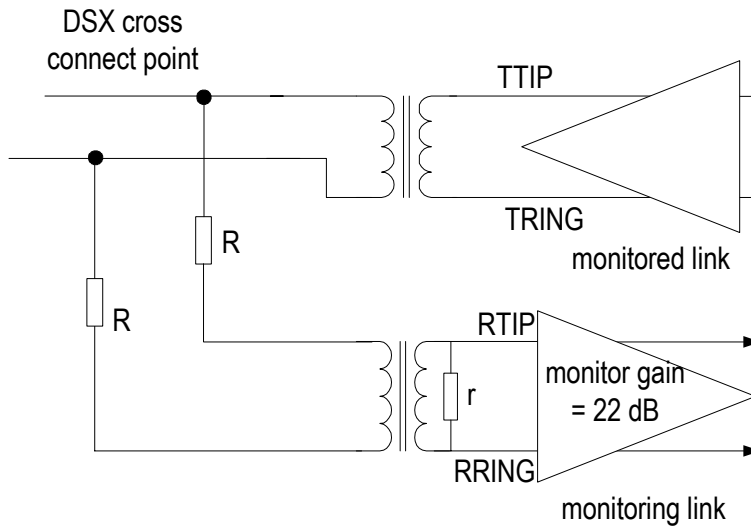 DSX cross
connect point
TTIP
TRING
monitored link
R
R
RTIP
monitor gain
= 22 dB
r
RRING
monitoring link